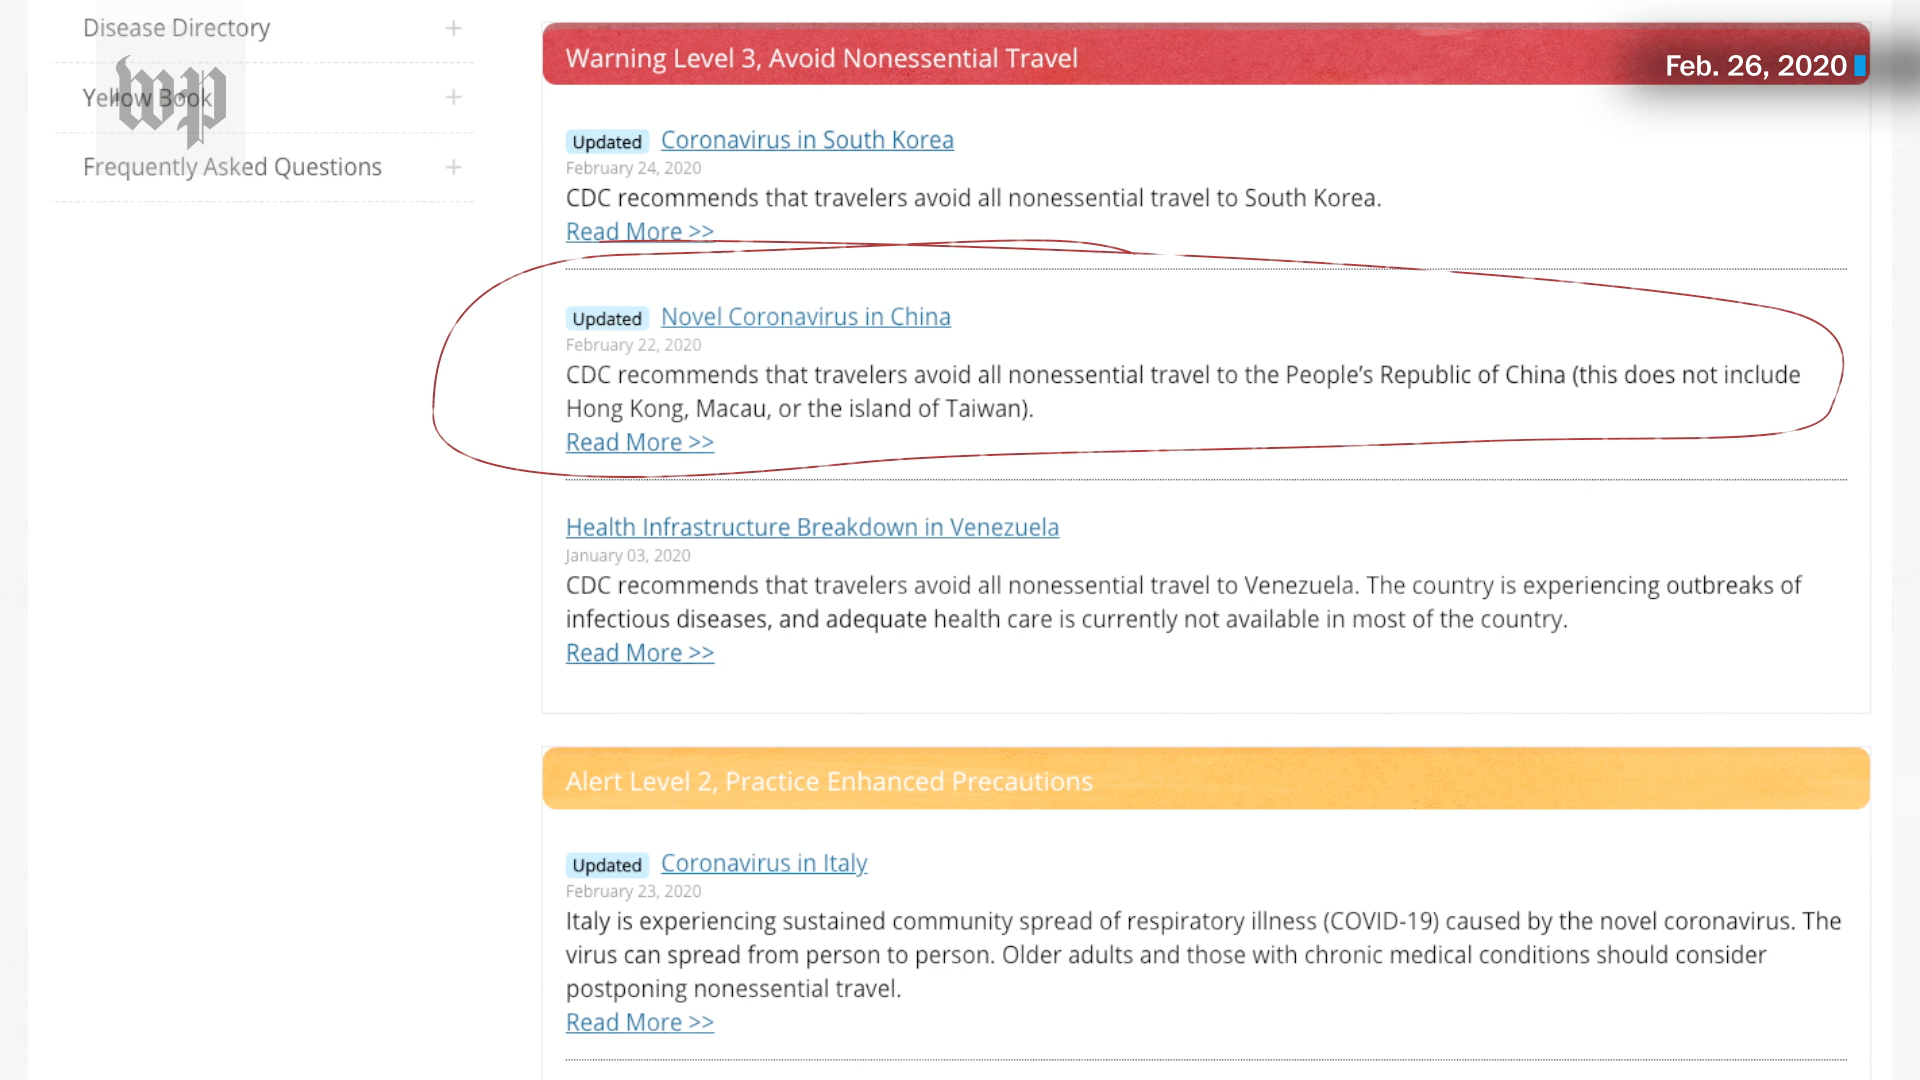 Disease Directory
Yellow Book
wp
Frequently Asked Questions
Feb. 26, 2020
Warning Level 3, Avoid Nonessential Travel
Updated Coronavirus in South Korea
February 24, 2020
CDC recommends that travelers avoid all nonessential travel to South Korea.
Read More >>
Updated Novel Coronavirus in China
February 22, 2020
CDC recommends that travelers avoid all nonessential travel to the People’s Republic of China (this does not include
Hong Kong, Macau, or the island of Taiwan).
Read More >>
Health Infrastructure Breakdown in Venezuela
January 03, 2020
CDC recommends that travelers avoid all nonessential travel to Venezuela. The country is experiencing outbreaks of
infectious diseases, and adequate health care is currently not available in most of the country.
Read More >>
Alert Level 2, Practice Enhanced Precautions
Updated Coronavirus in Italy
February 23, 2020
Italy is experiencing sustained community spread of respiratory illness (COVID-19) caused by the novel coronavirus. The
virus can spread from person to person. Older adults and those with chronic medical conditions should consider
postponing nonessential travel.
Read More >>